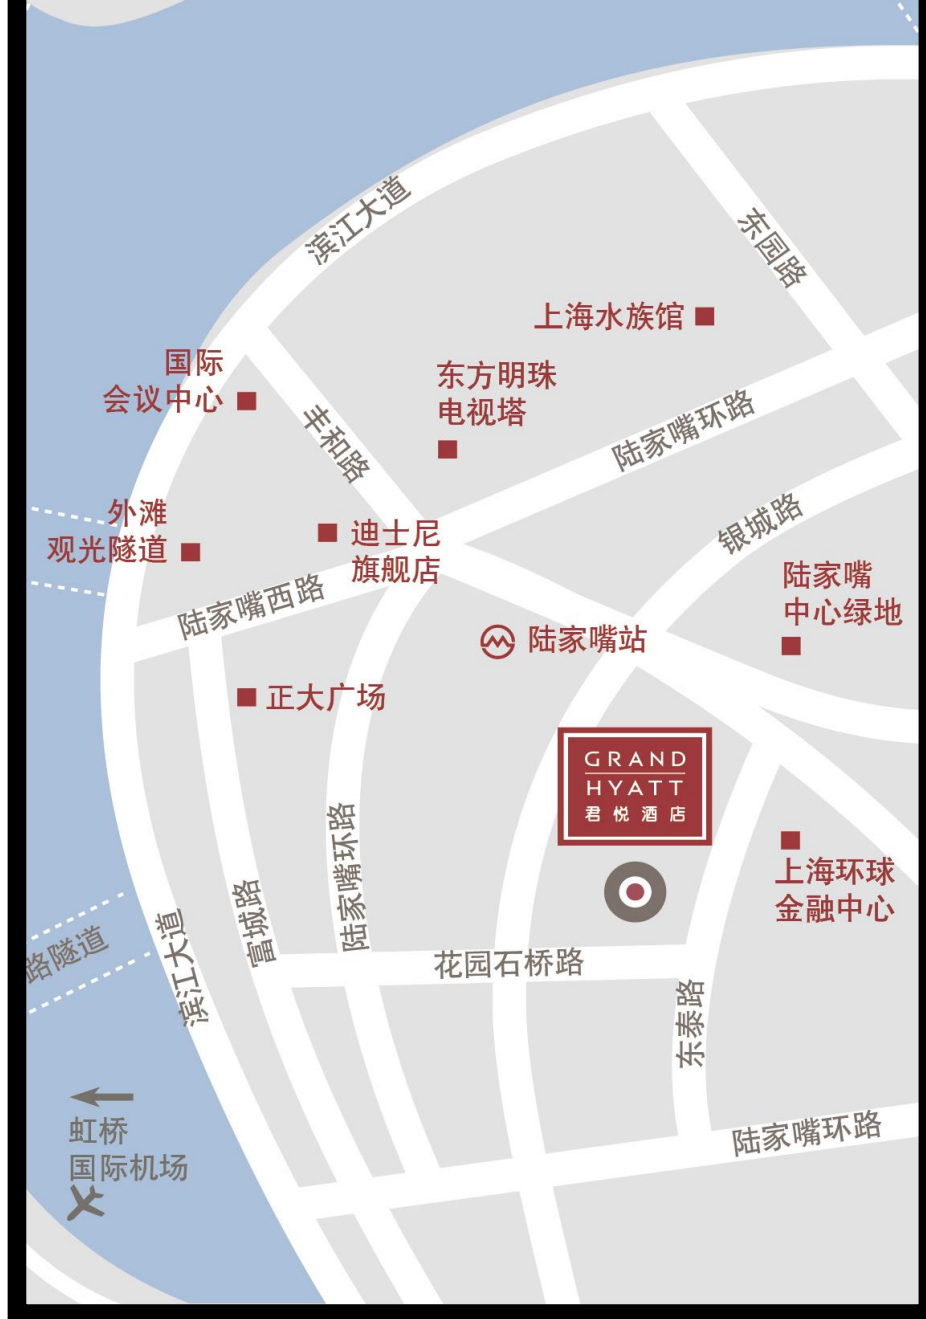 滨江大道
东园路
上海水族馆
国际
会议中心
东方明珠
电视塔
丰和路
陆家嘴环路
外滩
观光隧道
迪士尼
旗舰店
银城路
陆家嘴西路
陆家嘴
中心绿地
陆家嘴站
正大广场
GRAND
HYATT
君悦酒店
陆家嘴环路
上海环球
金融中心
富城路
滨江大道
路隧道
花园石桥路
东泰路
虹桥
国际机场
陆家嘴环路